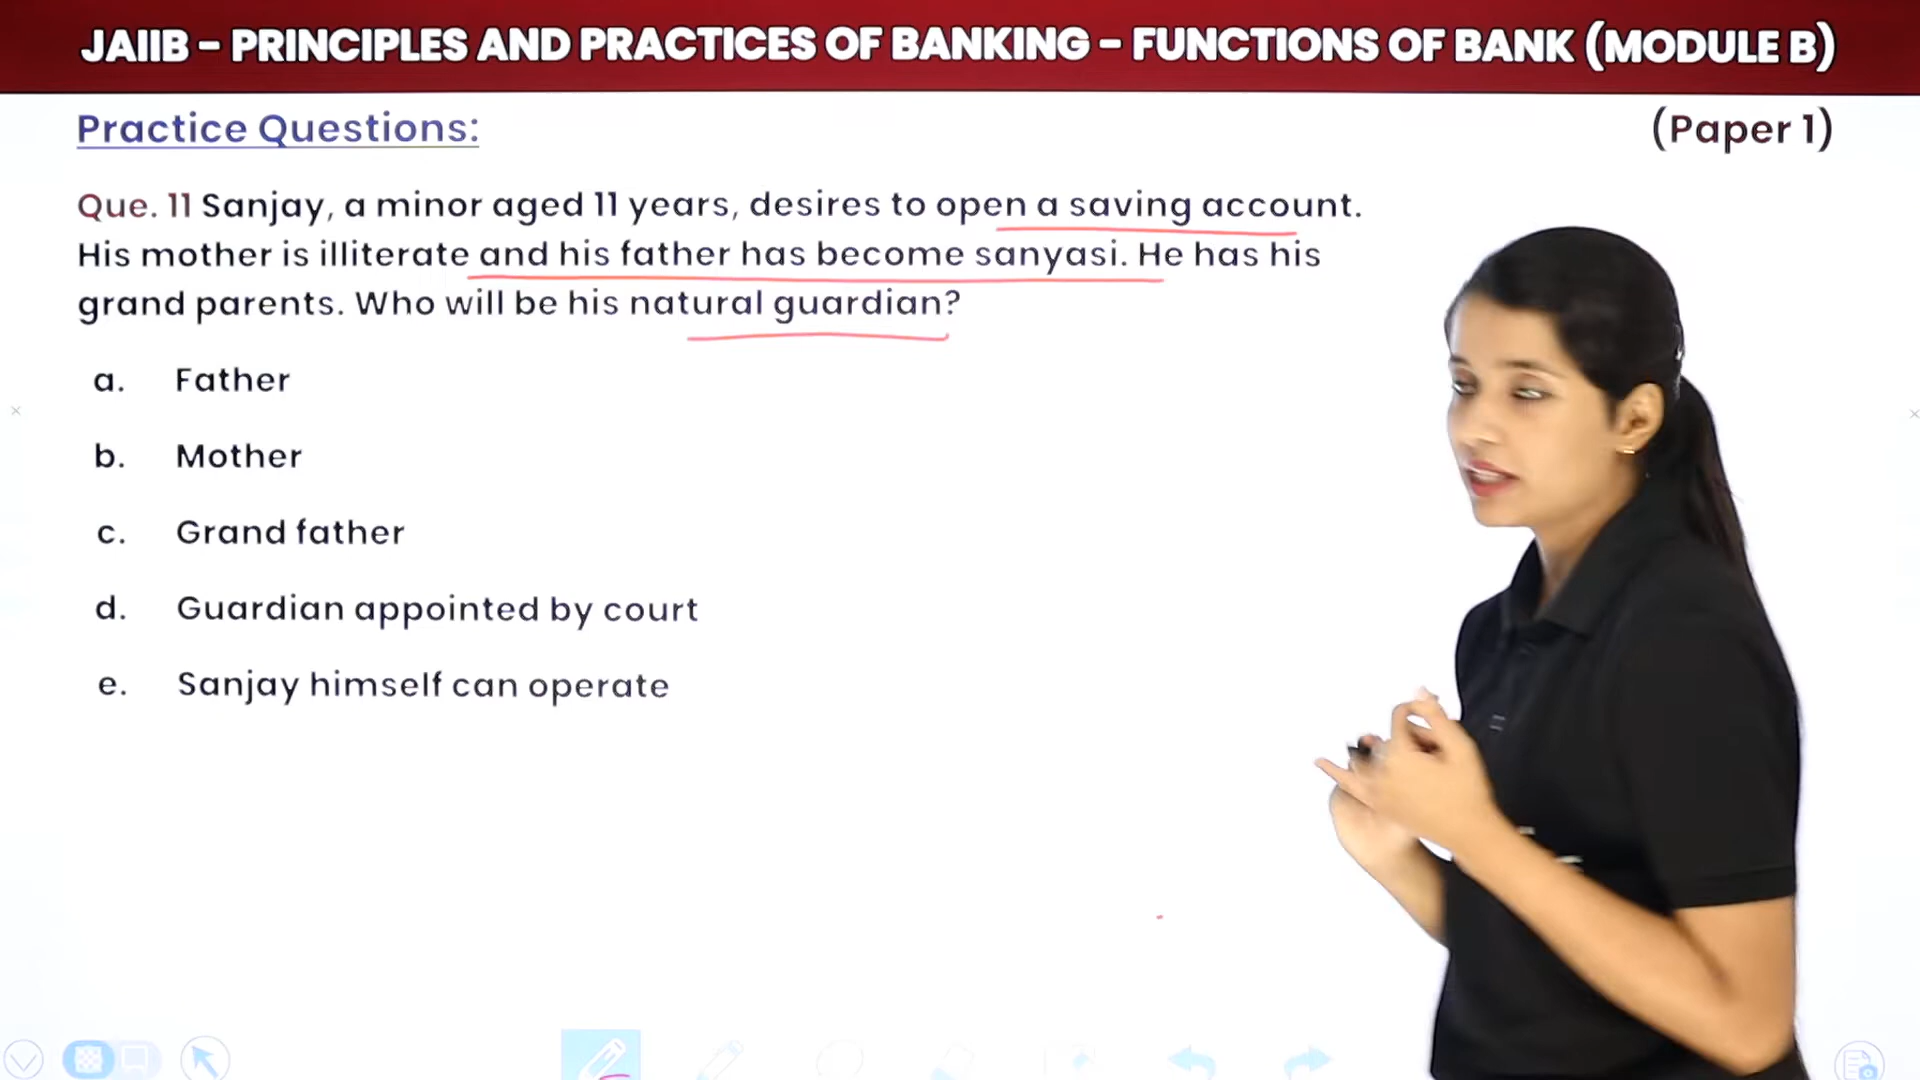 JAIIB – PRINCIPLES AND PRACTICES OF BANKING – FUNCTIONS OF BANK (MODULE B)
Practice Questions:
(Paper 1)
Que. 11 Sanjay, a minor aged 11 years, desires to open a saving account.
His mother is illiterate and his father has become sanyasi. He has his
grand parents. Who will be his natural guardian?
a. Father
b. Mother
c. Grand father
d. Guardian appointed by court
e. Sanjay himself can operate